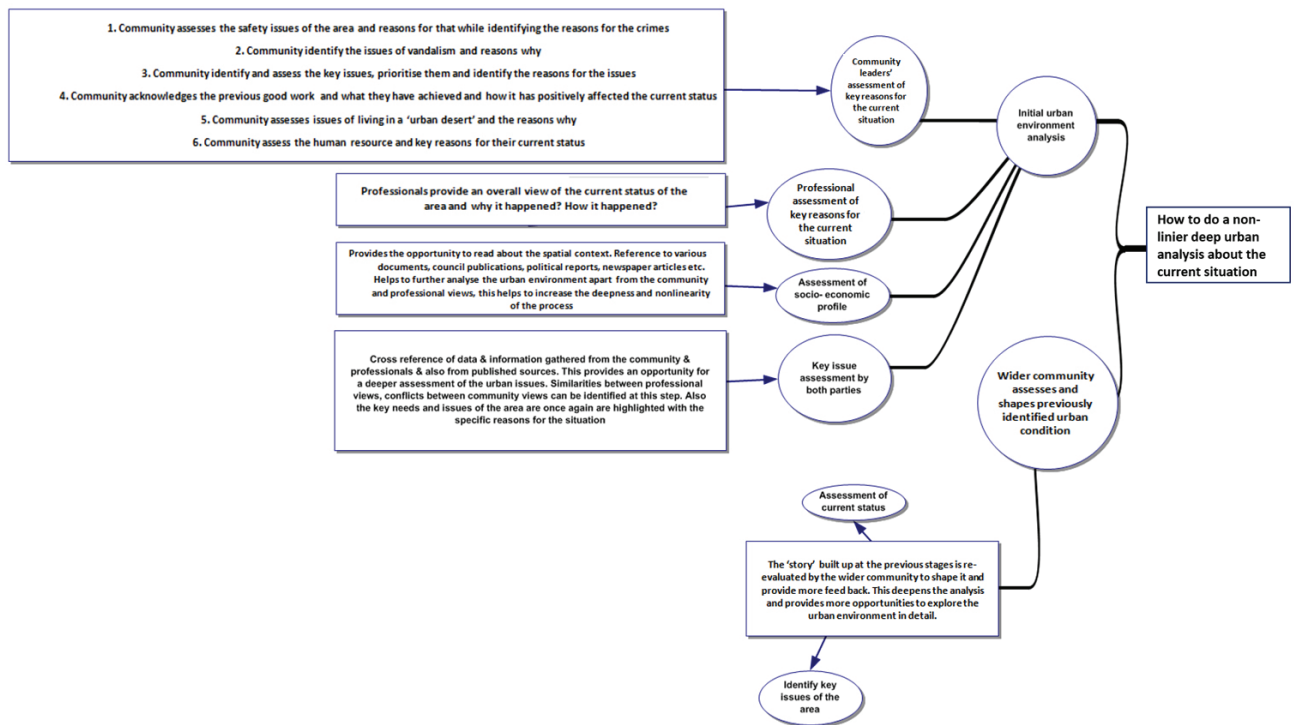 1. Community assesses the safety issues of the area and reasons for that while identifying the reasons for the crimes
2. Community identify the issues of vandalism and reasons why
3. Community identify and assess the key issues, prioritise them and identify the reasons for the issues
4. Community acknowledges the previous good work and what they have achieved and how it has positively affected the current status
5. Community assesses issues of living in a ‘urban desert’ and the reasons why
6. Community assess the human resource and key reasons for their current status
Community
leaders’
assessment of
key reasons for
the current
situation
Initial urban
environment
analysis
Professionals provide an overall view of the current status of the
area and why it happened? How it happened?
Professional
assessment of
key reasons for
the current
situation
How to do a non-
linier deep urban
analysis about the
current situation
Provides the opportunity to read about the spatial context. Reference to various
documents, council publications, political reports, newspaper articles etc.
Helps to further analyse the urban environment apart from the community
and professional views, this helps to increase the deepness and nonlinearity
of the process
Assessment of
socio- economic
profile
Cross reference of data & information gathered from the community &
professionals & also from published sources. This provides an opportunity for
a deeper assessment of the urban issues. Similarities between professional
views, conflicts between community views can be identified at this step. Also
the key needs and issues of the area are once again are highlighted with the
specific reasons for the situation
Key issue
assessment by
both parties
Wider community
assesses and
shapes previously
identified urban
condition
Assessment of
current status
The ‘story’ built up at the previous stages is re-
evaluated by the wider community to shape it and
provide more feed back. This deepens the analysis
and provides more opportunities to explore the
urban environment in detail.
Identify key
issues of the
area